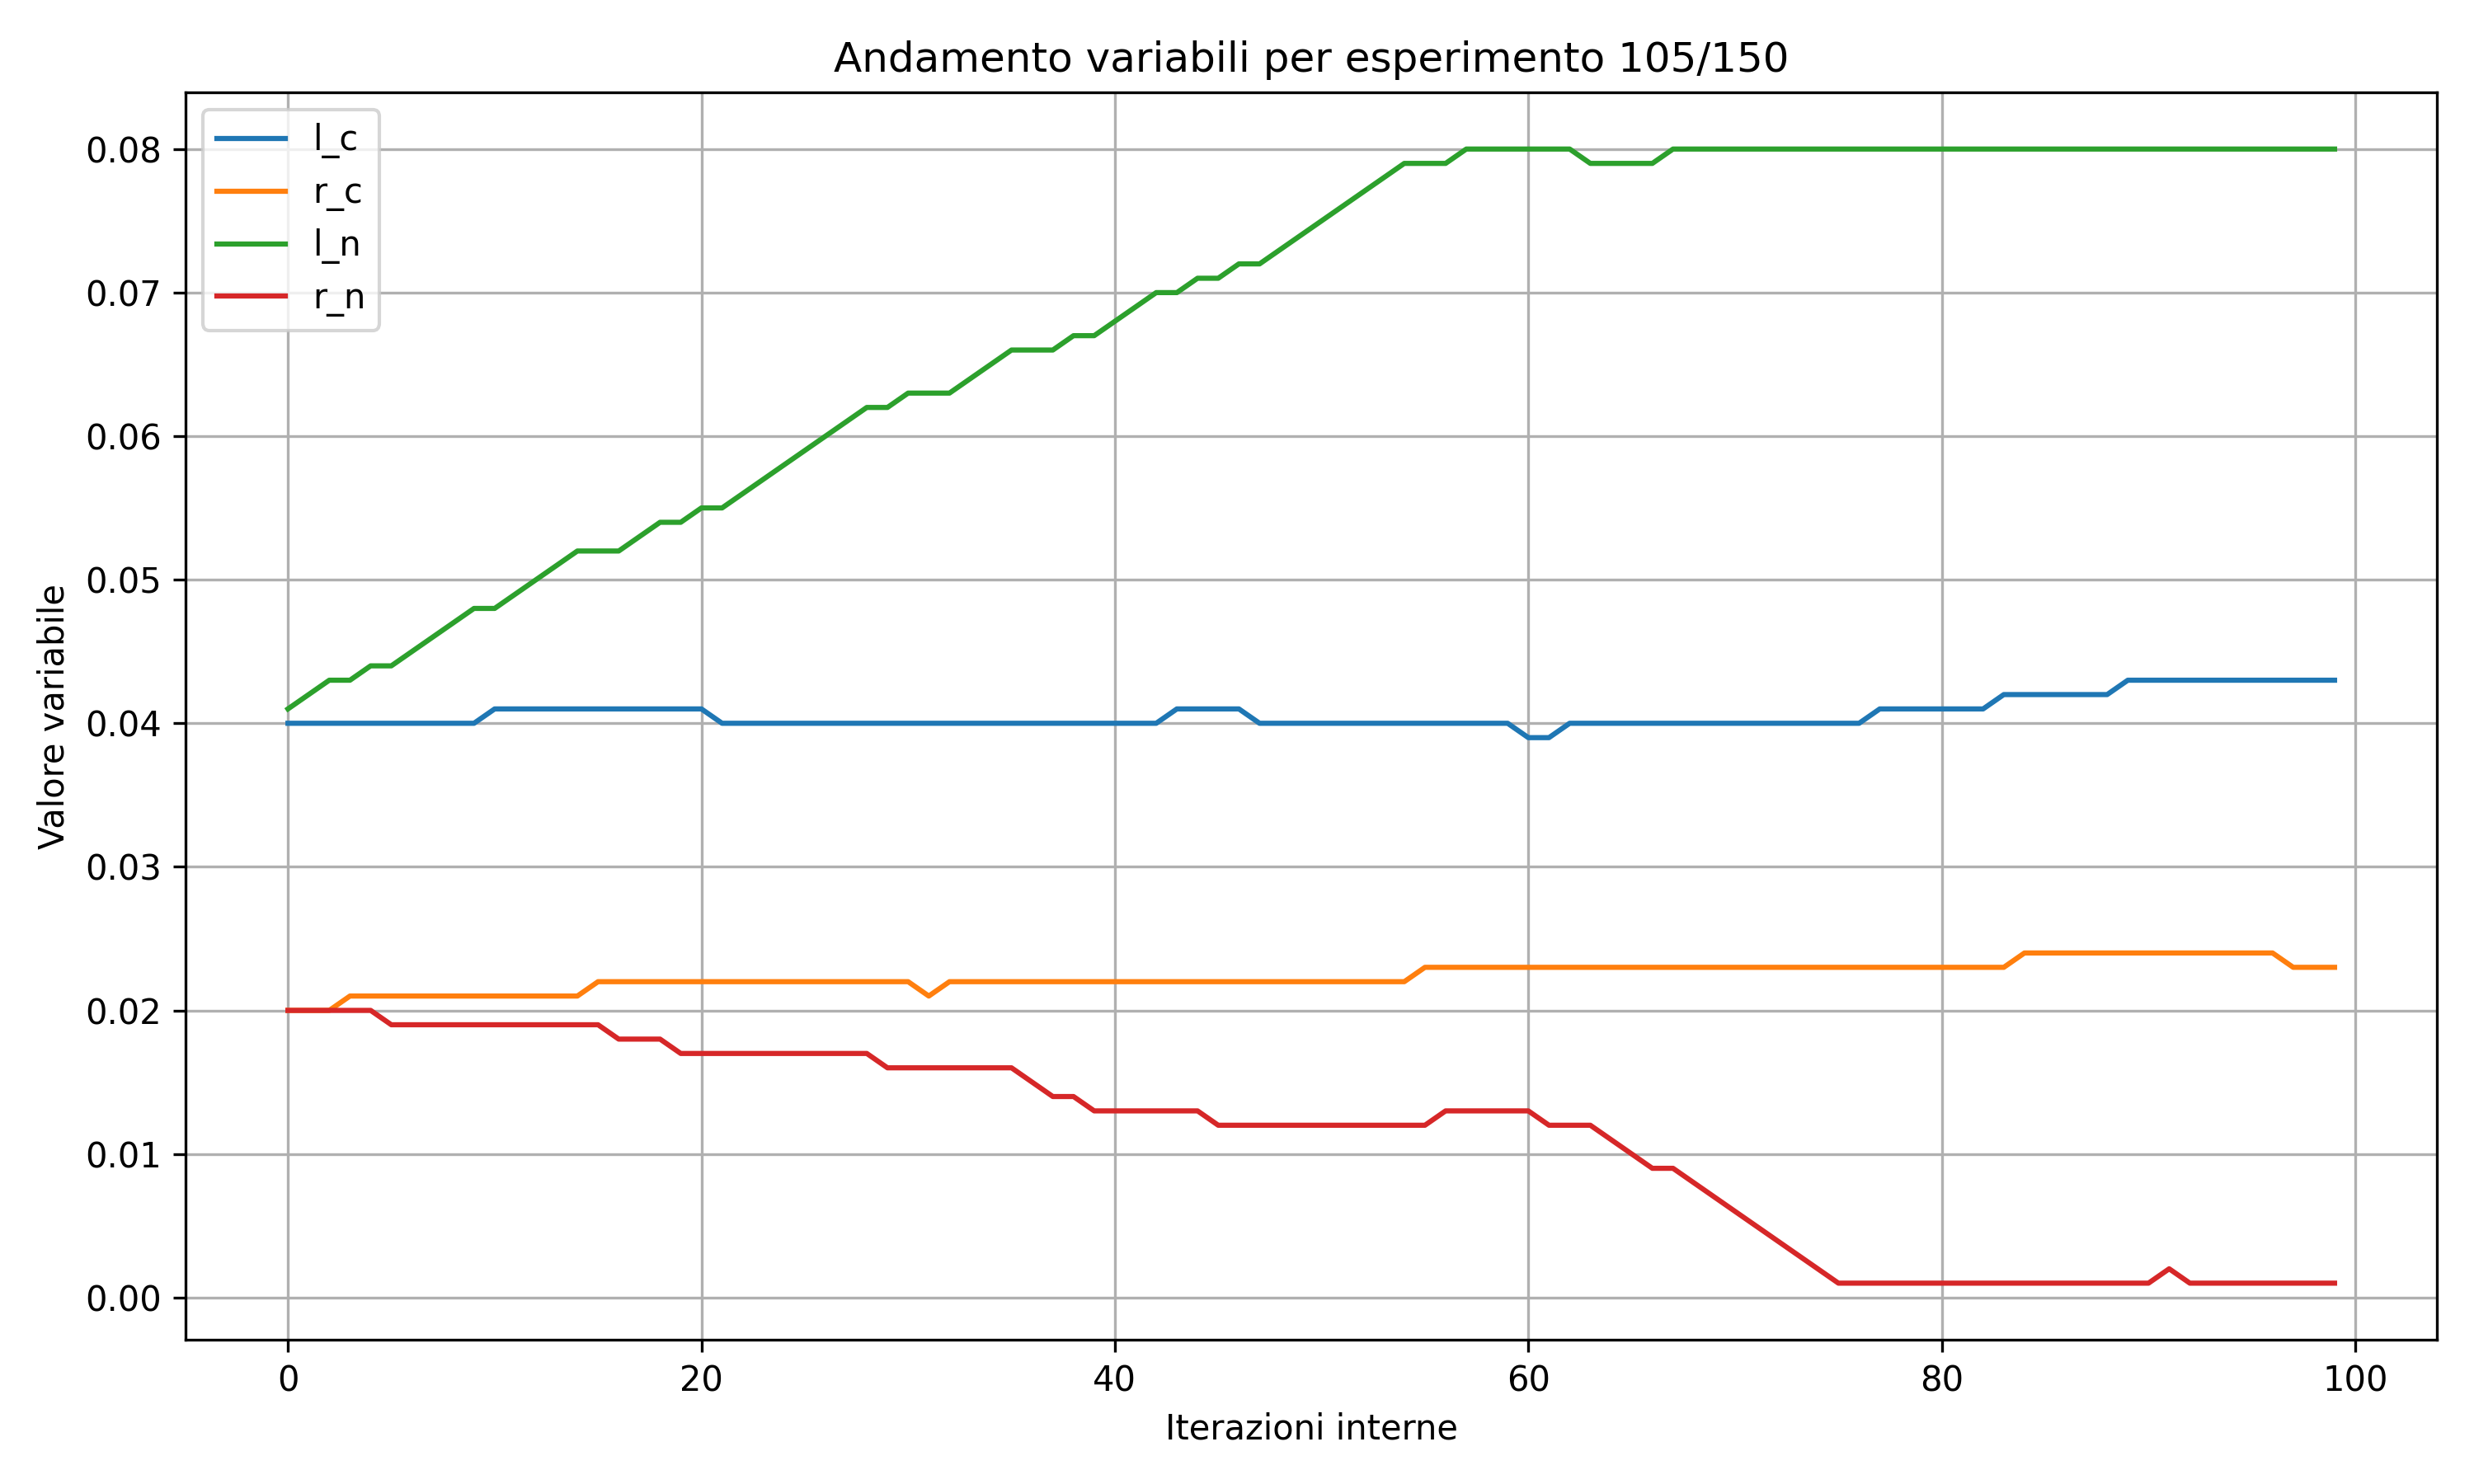 Andamento variabili per esperimento 105/150
l_c
r_c
l_n
r_n
0.08
0.07
0.06
0.05
0.04
0.03
0.02
0.01
0.00
Valore variabile
0 20 40 60 80 100
Iterazioni interne